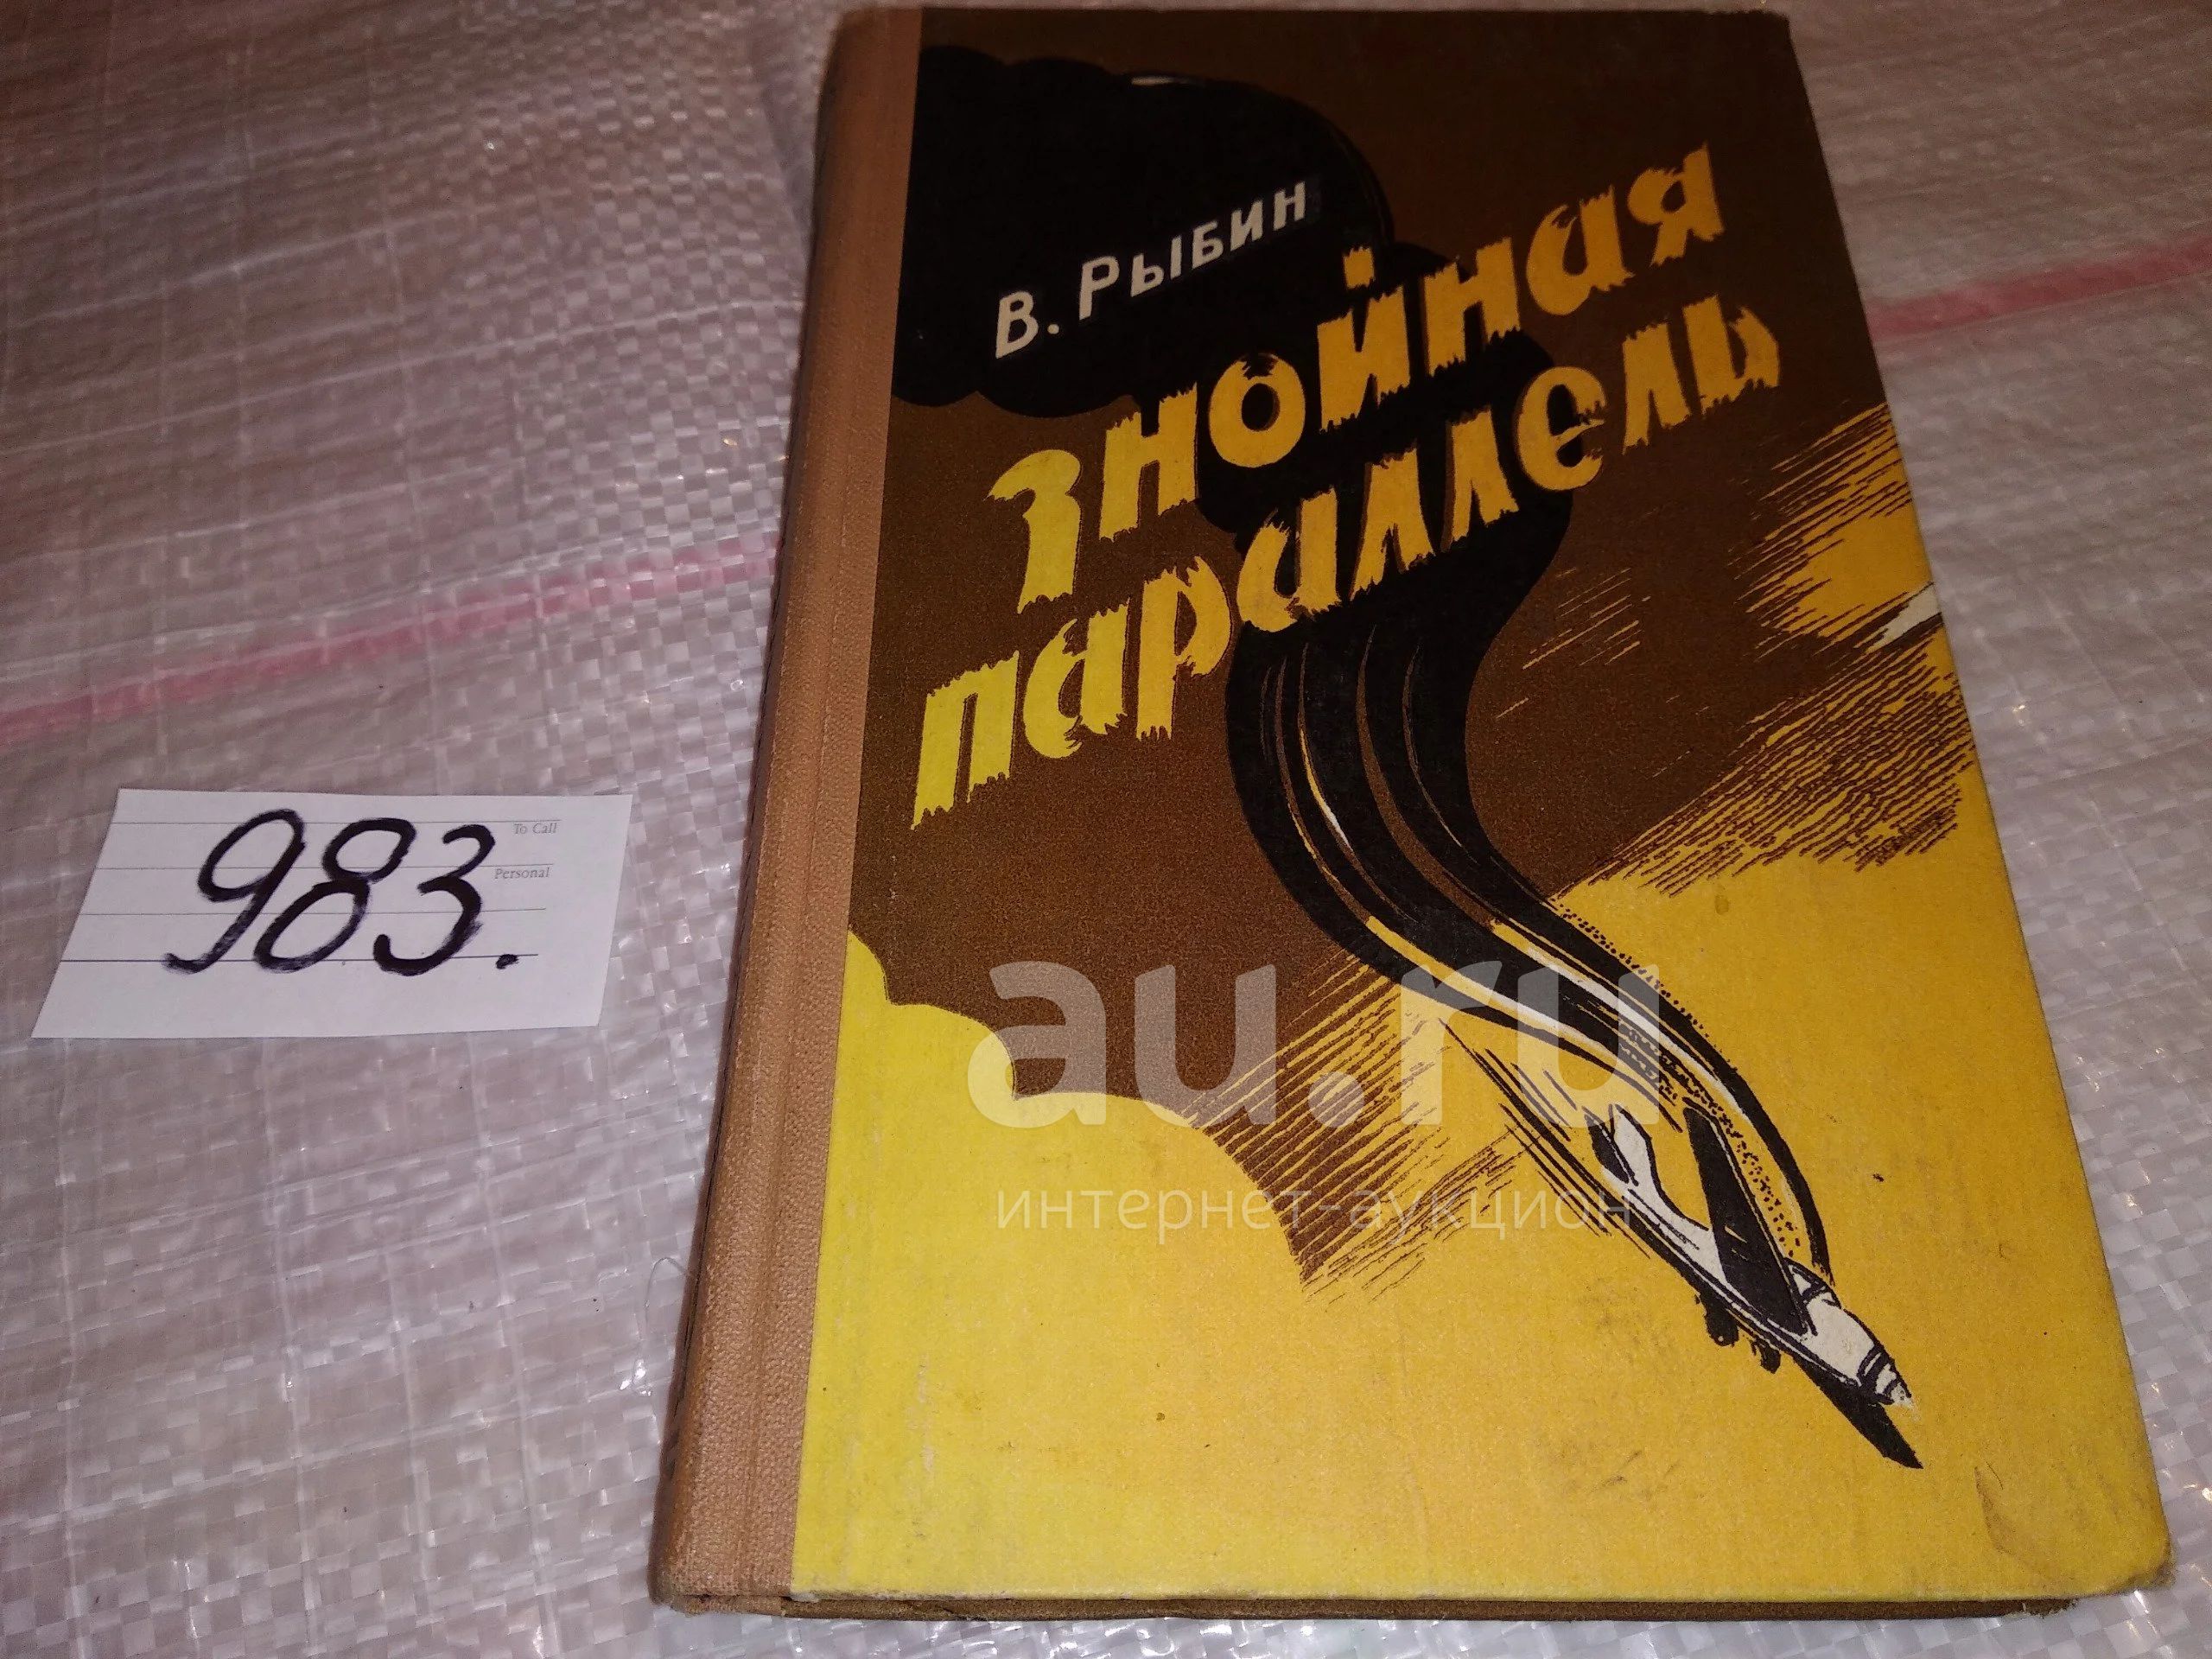 В. Рыбин
Знойная
параллель
983.
To Call
Personal
au.ru
интернет-аукцион